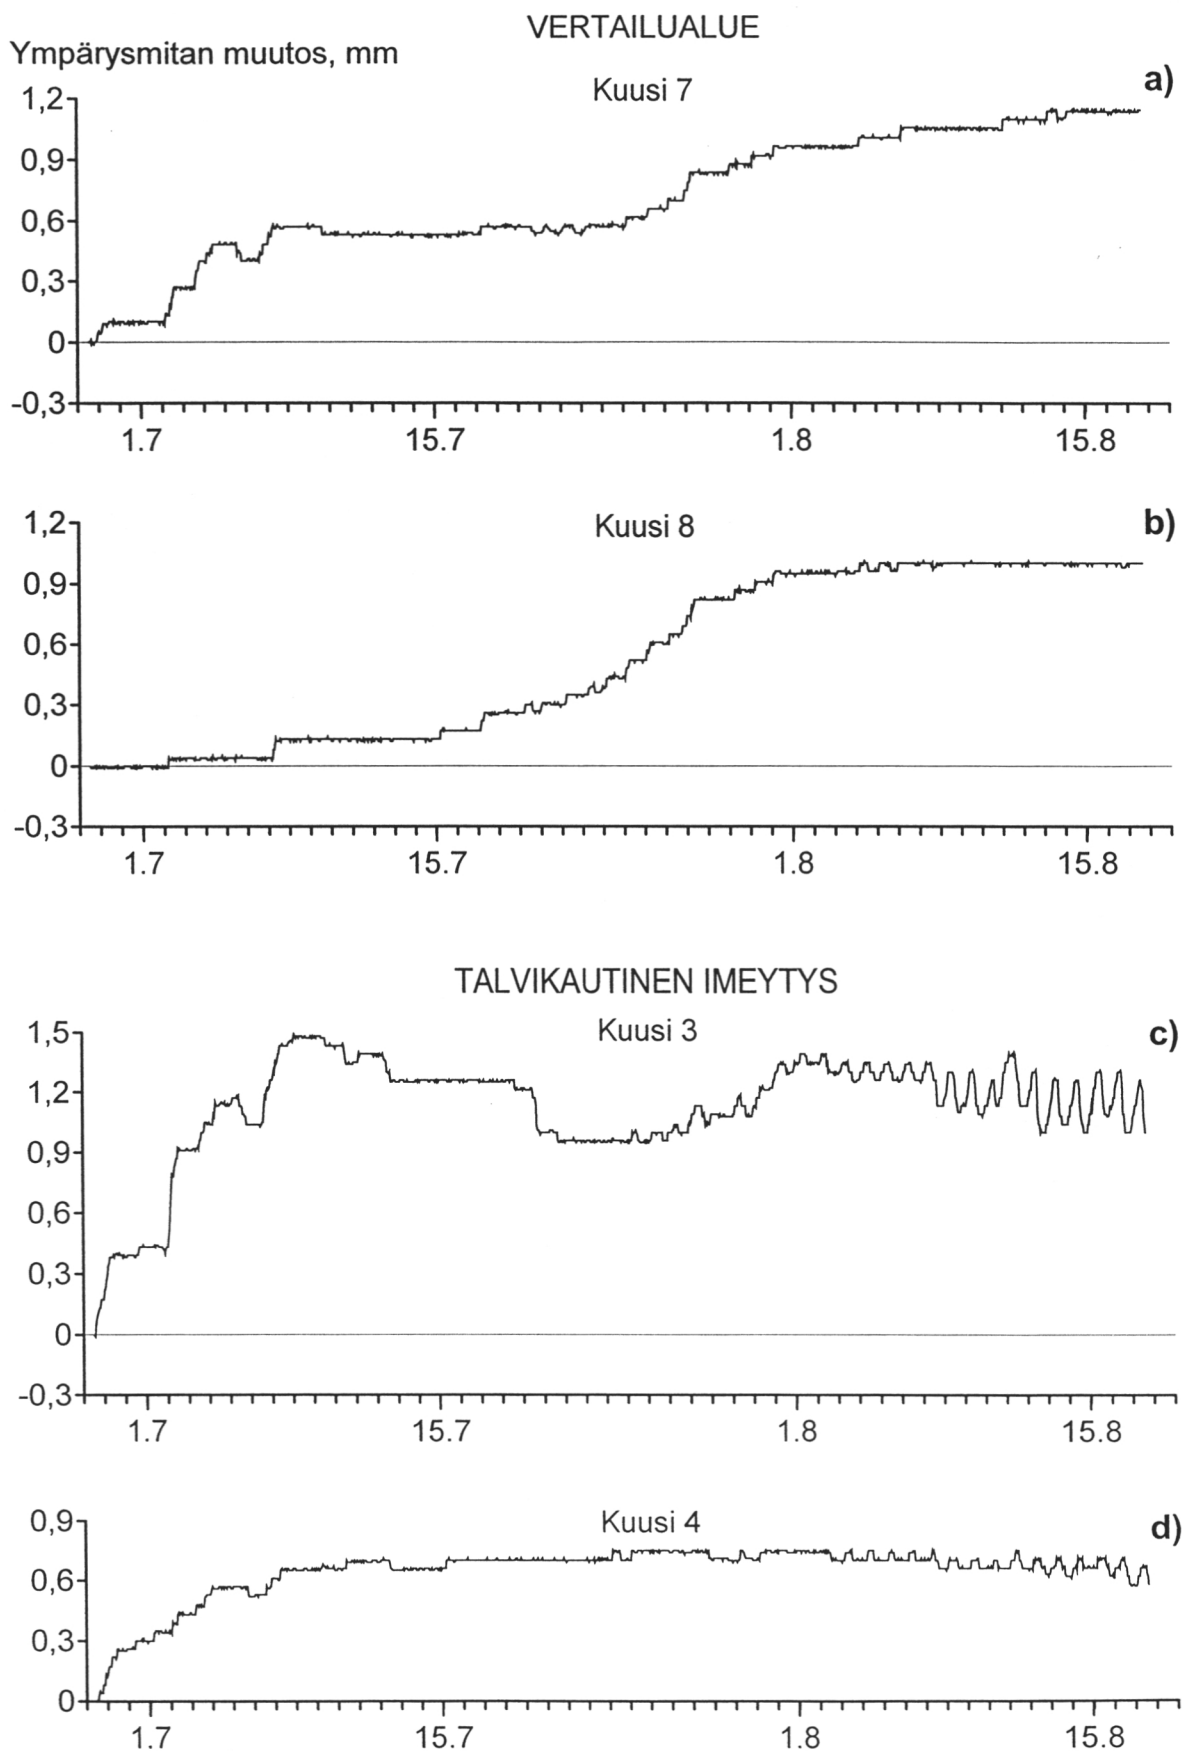 VERTAILUALUE
Ympärysmitan muutos, mm
Kuusi 7
a)
1,2
0,9
0,6
0,3
0
-0,3
1.7 15.7 1.8 15.8
Kuusi 8
b)
1,2
0,9
0,6
0,3
0
-0,3
1.7 15.7 1.8 15.8
TALVIKAUTINEN IMEYTYS
Kuusi 3
c)
1,5
1,2
0,9
0,6
0,3
0
-0,3
1.7 15.7 1.8 15.8
Kuusi 4
d)
0,9
0,6
0,3
0
1.7 15.7 1.8 15.8